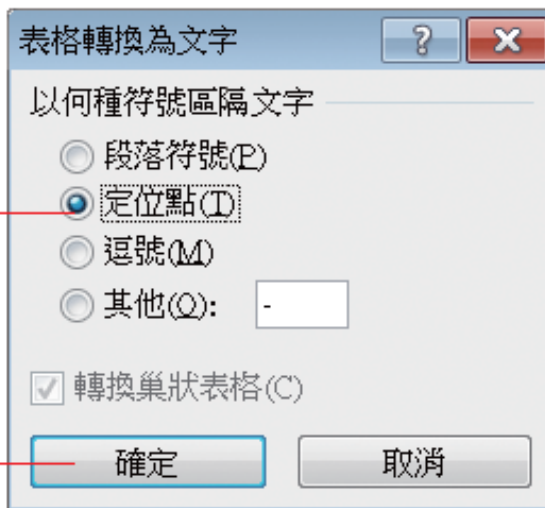 表格轉換為文字
以何種符號區隔文字
段落符號(P)
定位點(T)
逗號(M)
其他(O): -
轉換巢狀表格(C)
確定 取消